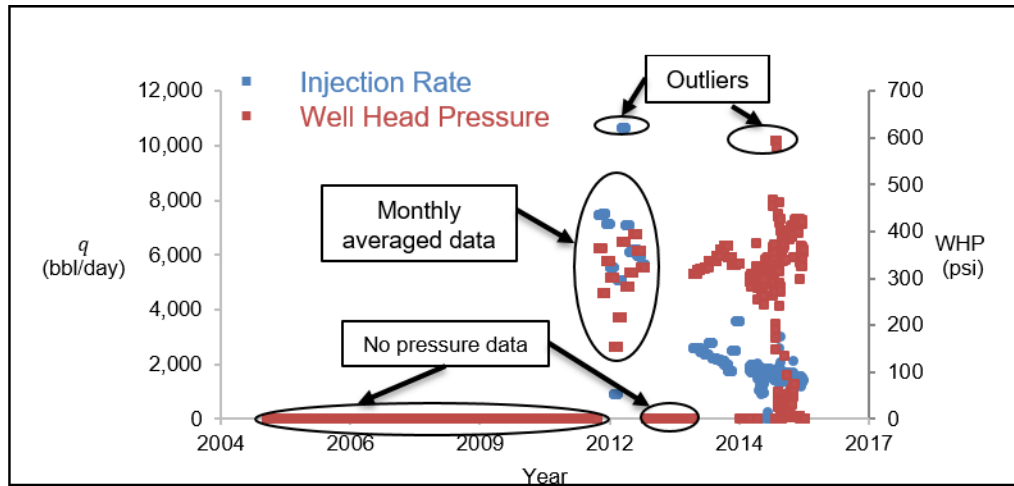 Injection Rate
Well Head Pressure
Outliers
12,000
10,000
8,000
6,000
4,000
2,000
0
q
(bbl/day)
700
600
500
400
300
200
100
0
WHP
(psi)
Monthly
averaged data
No pressure data
2004
2006
2009
2012
2014
2017
Year